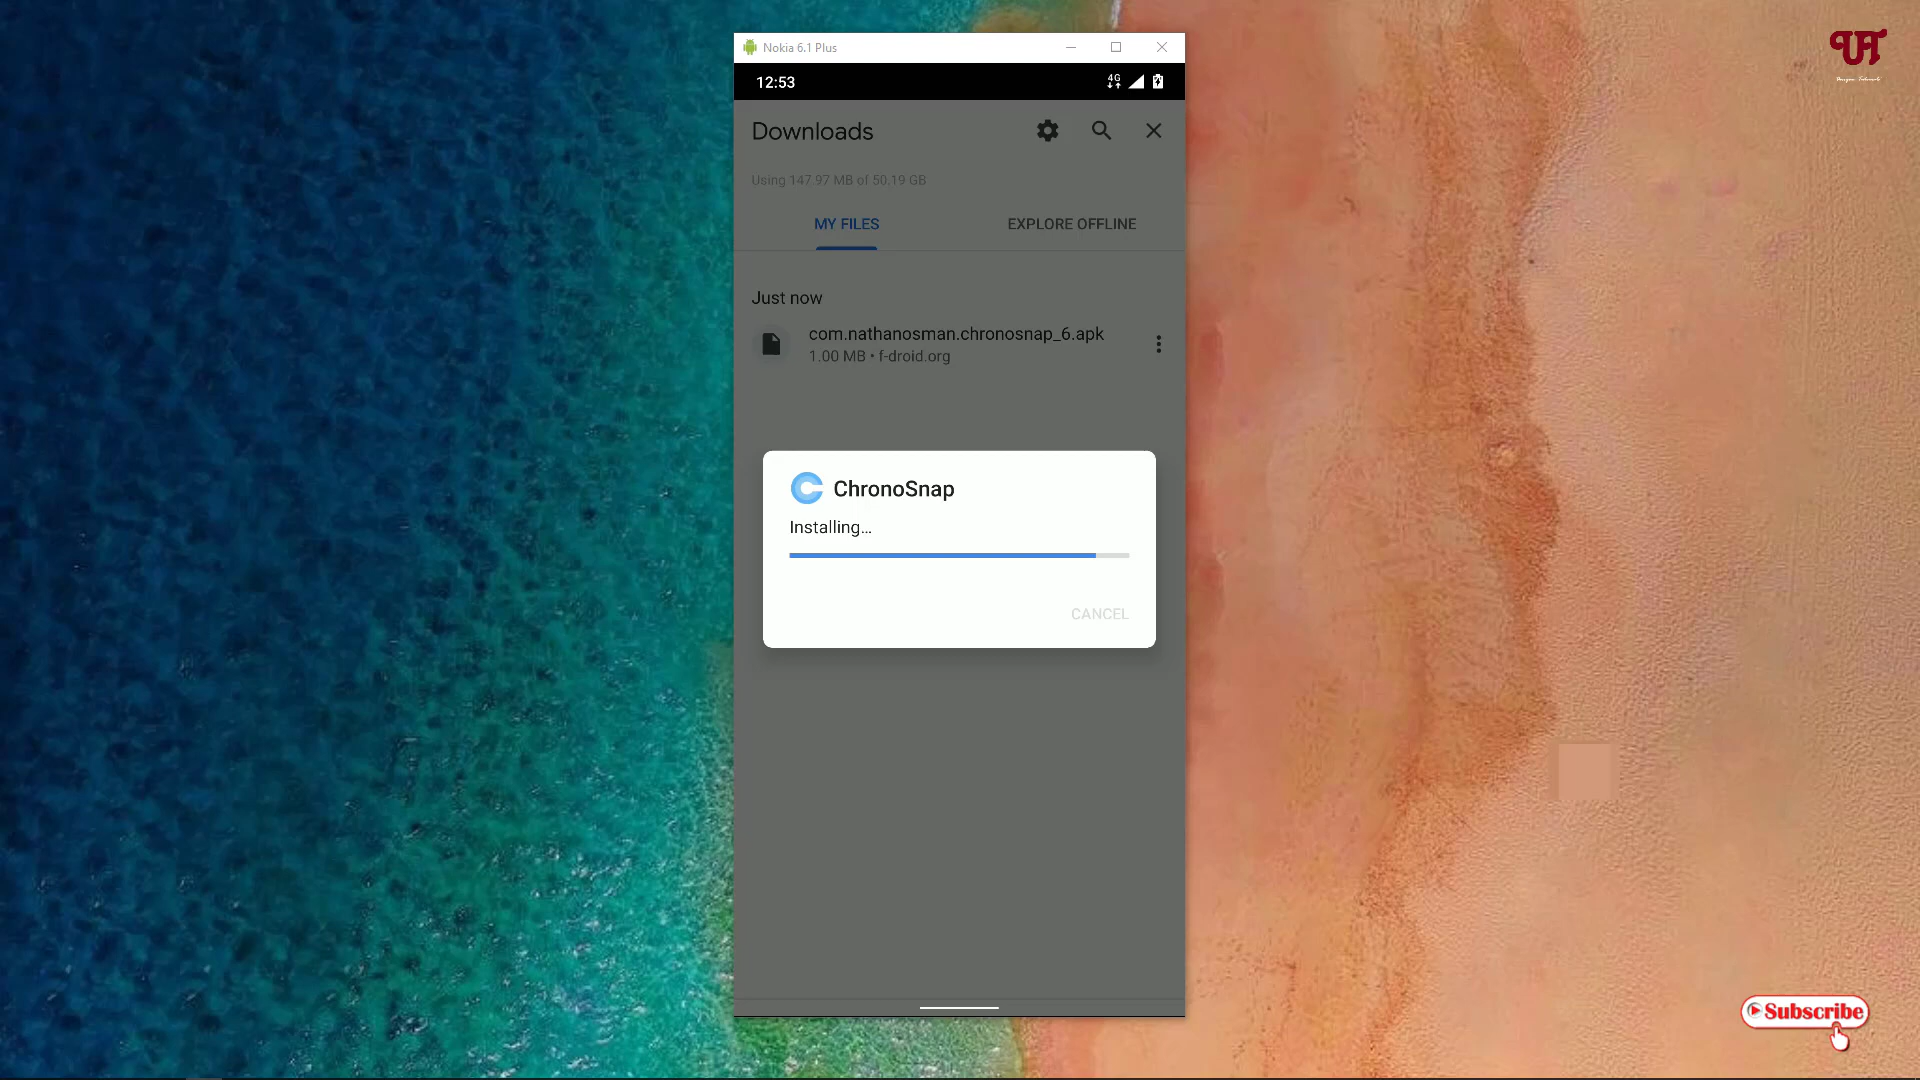 Nokia 6.1 Plus
12:53
4G
Downloads
Using 147.97 MB of 50.19 GB
MY FILES
EXPLORE OFFLINE
Just now
com.nathanosman.chronosnap_6.apk
1.00 MB • f-droid.org
ChronoSnap
Installing...
CANCEL
UT
Subscribe